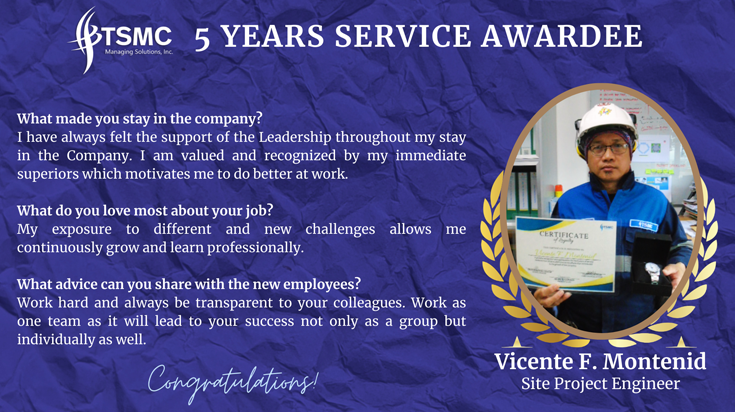 TSMC
Managing Solutions, Inc.
5 YEARS SERVICE AWARDEE
What made you stay in the company?
I have always felt the support of the Leadership throughout my stay
in the Company. I am valued and recognized by my immediate
superiors which motivates me to do better at work.
What do you love most about your job?
My exposure to different and new challenges allows me
continuously grow and learn professionally.
What advice can you share with the new employees?
Work hard and always be transparent to your colleagues. Work as
one team as it will lead to your success not only as a group but
individually as well.
Congratulations!
CERTIFICATE
of Loyalty
Vicente F. Montenid
Site Project Engineer